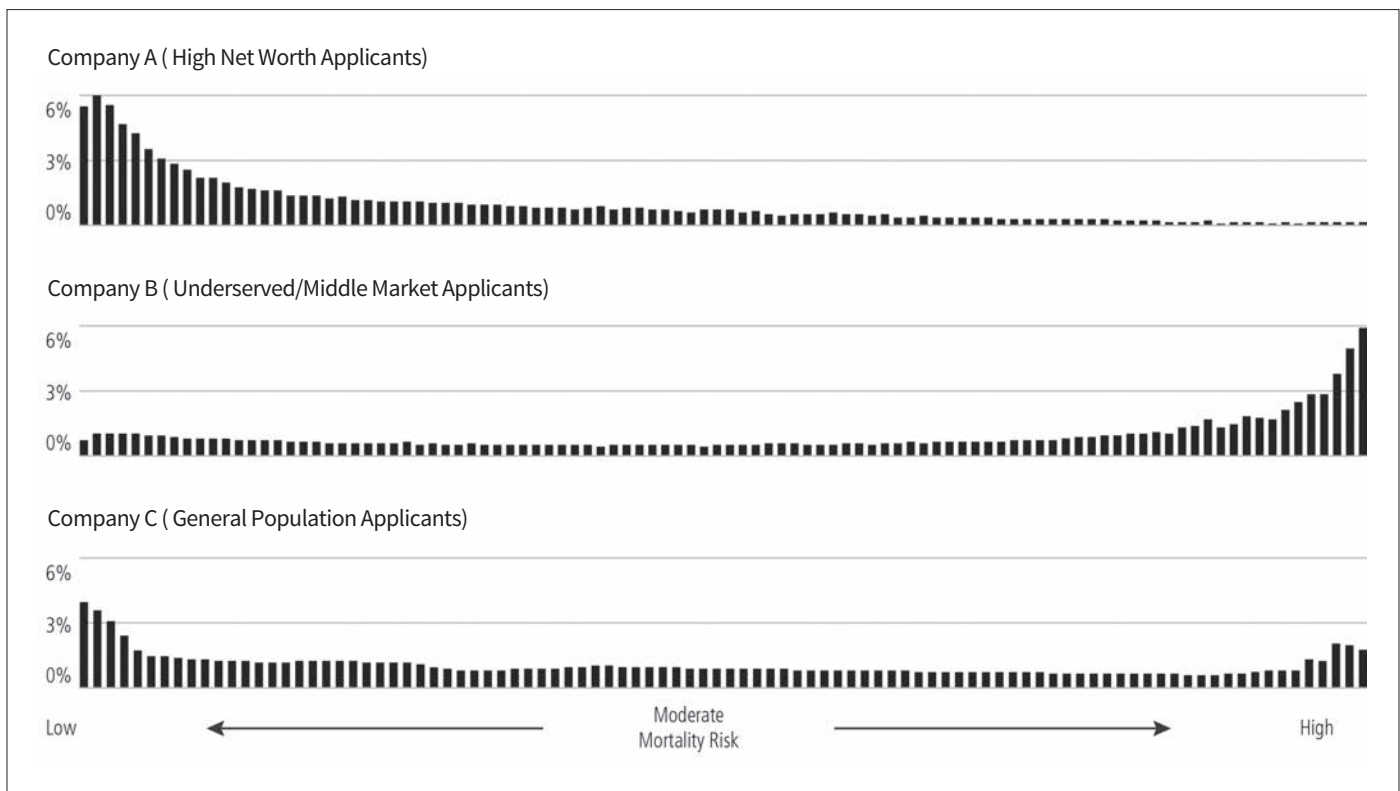 Company A ( High Net Worth Applicants)
6%
3%
0%
Company B ( Underserved/Middle Market Applicants)
6%
3%
0%
Company C ( General Population Applicants)
6%
3%
0%
Low
Moderate
Mortality Risk
High